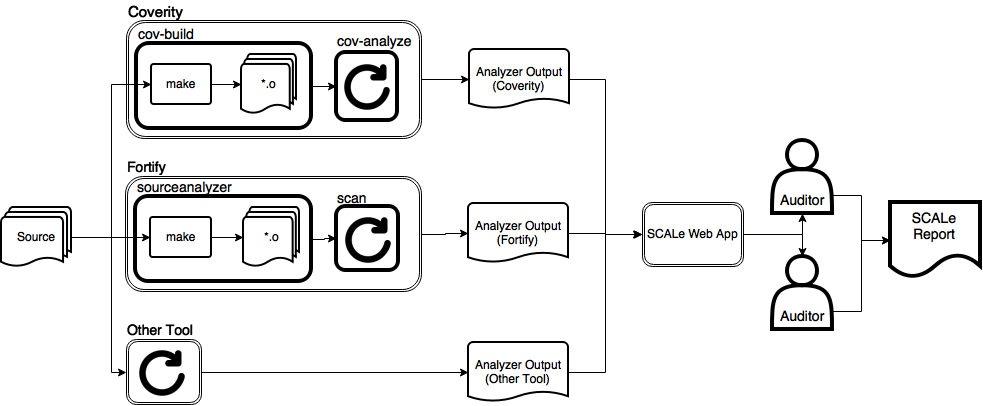 Coverity
cov-build
cov-analyze
make
*.o
Analyzer Output
(Coverity)
Fortify
sourceanalyzer
scan
Source
make
*.o
Analyzer Output
(Fortify)
SCALe Web App
Auditor
Auditor
SCALe
Report
Other Tool
Analyzer Output
(Other Tool)